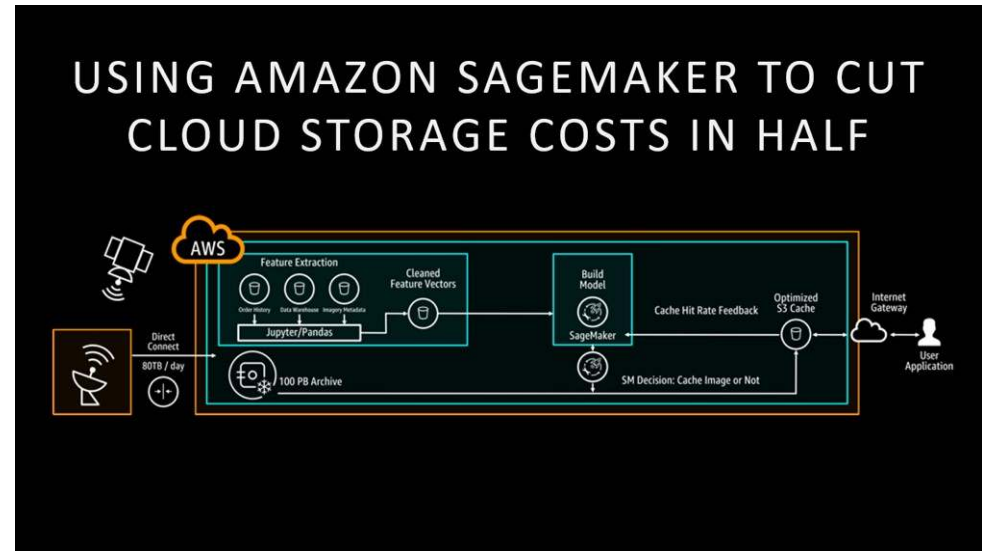 USING AMAZON SAGEMAKER TO CUT
CLOUD STORAGE COSTS IN HALF
AWS
Feature Extraction
Order History
Data Warehouse
Imagery Metadata
Jupyter/Pandas
Cleaned
Feature Vectors
Build
Model
SageMaker
Cache Hit Rate Feedback
Optimized
S3 Cache
Internet
Gateway
User
Application
Direct
Connect
80TB / day
100 PB Archive
SM Decision: Cache Image or Not